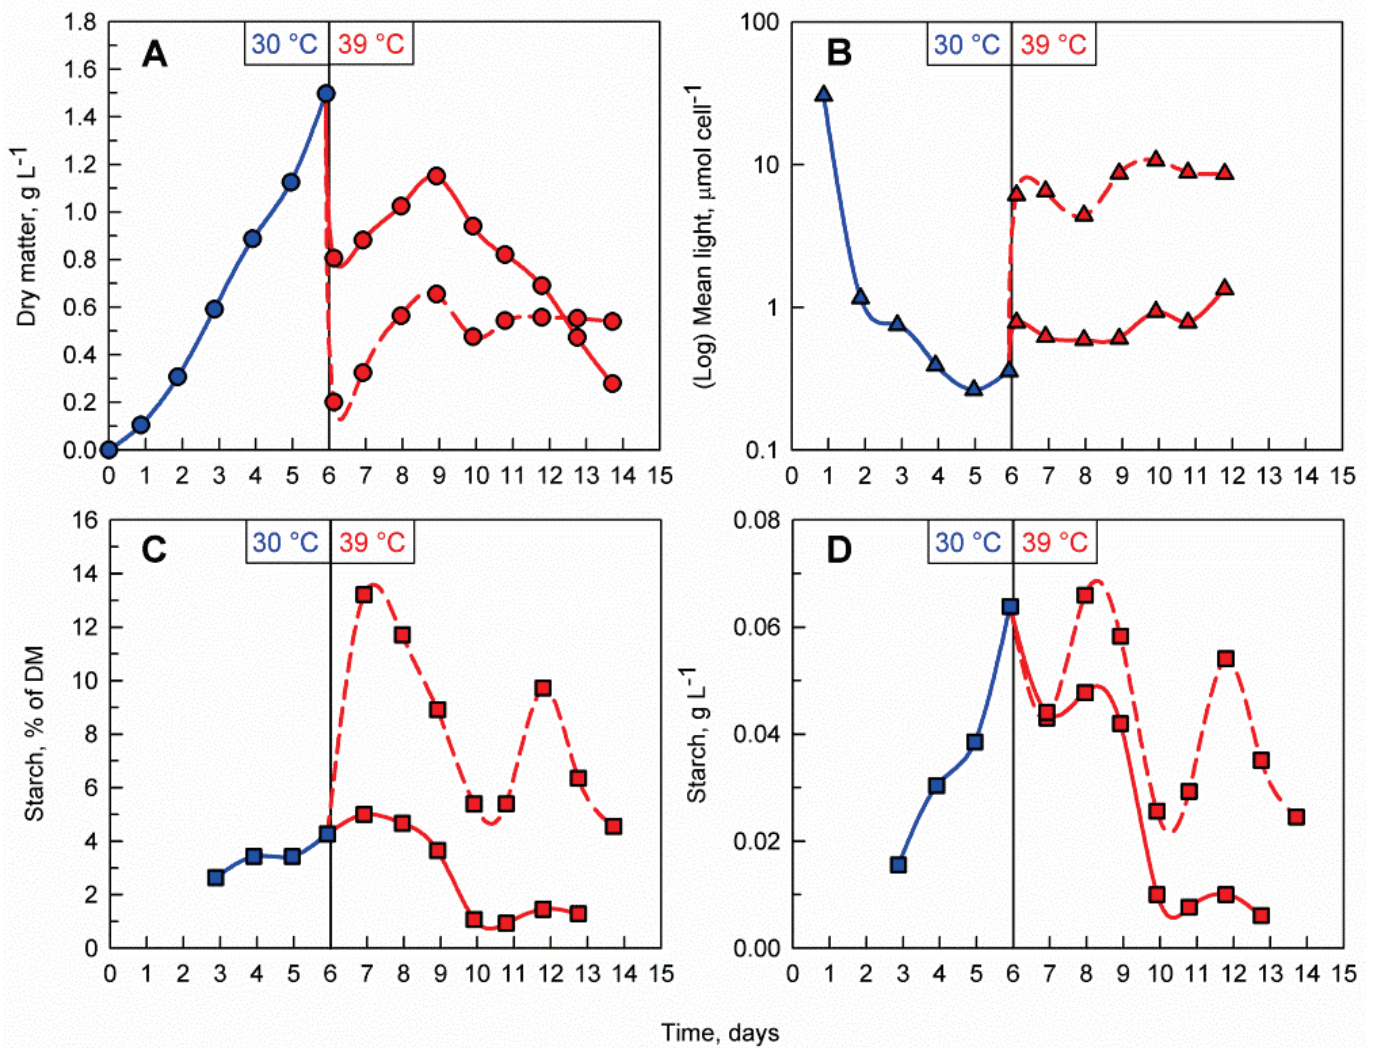 A
30 °C 39 °C
Dry matter, g L-1
1.8
1.6
1.4
1.2
1.0
0.8
0.6
0.4
0.2
0.0
0 1 2 3 4 5 6 7 8 9 10 11 12 13 14 15
B
30 °C 39 °C
(Log) Mean light, μmol cell-1
100
10
1
0.1
0 1 2 3 4 5 6 7 8 9 10 11 12 13 14 15
C
30 °C 39 °C
Starch, % of DM
16
14
12
10
8
6
4
2
0
0 1 2 3 4 5 6 7 8 9 10 11 12 13 14 15
D
30 °C 39 °C
Starch, g L-1
0.08
0.06
0.04
0.02
0.00
0 1 2 3 4 5 6 7 8 9 10 11 12 13 14 15
Time, days